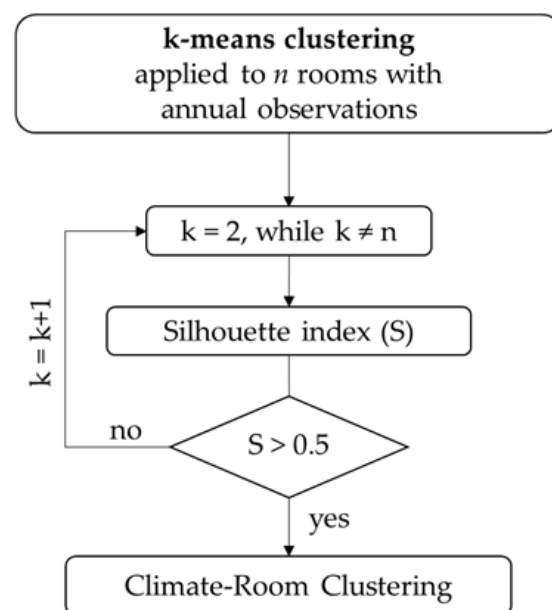 k-means clustering
applied to n rooms with
annual observations
k = 2, while k ≠ n
Silhouette index (S)
k = k+1
no
S > 0.5
yes
Climate-Room Clustering